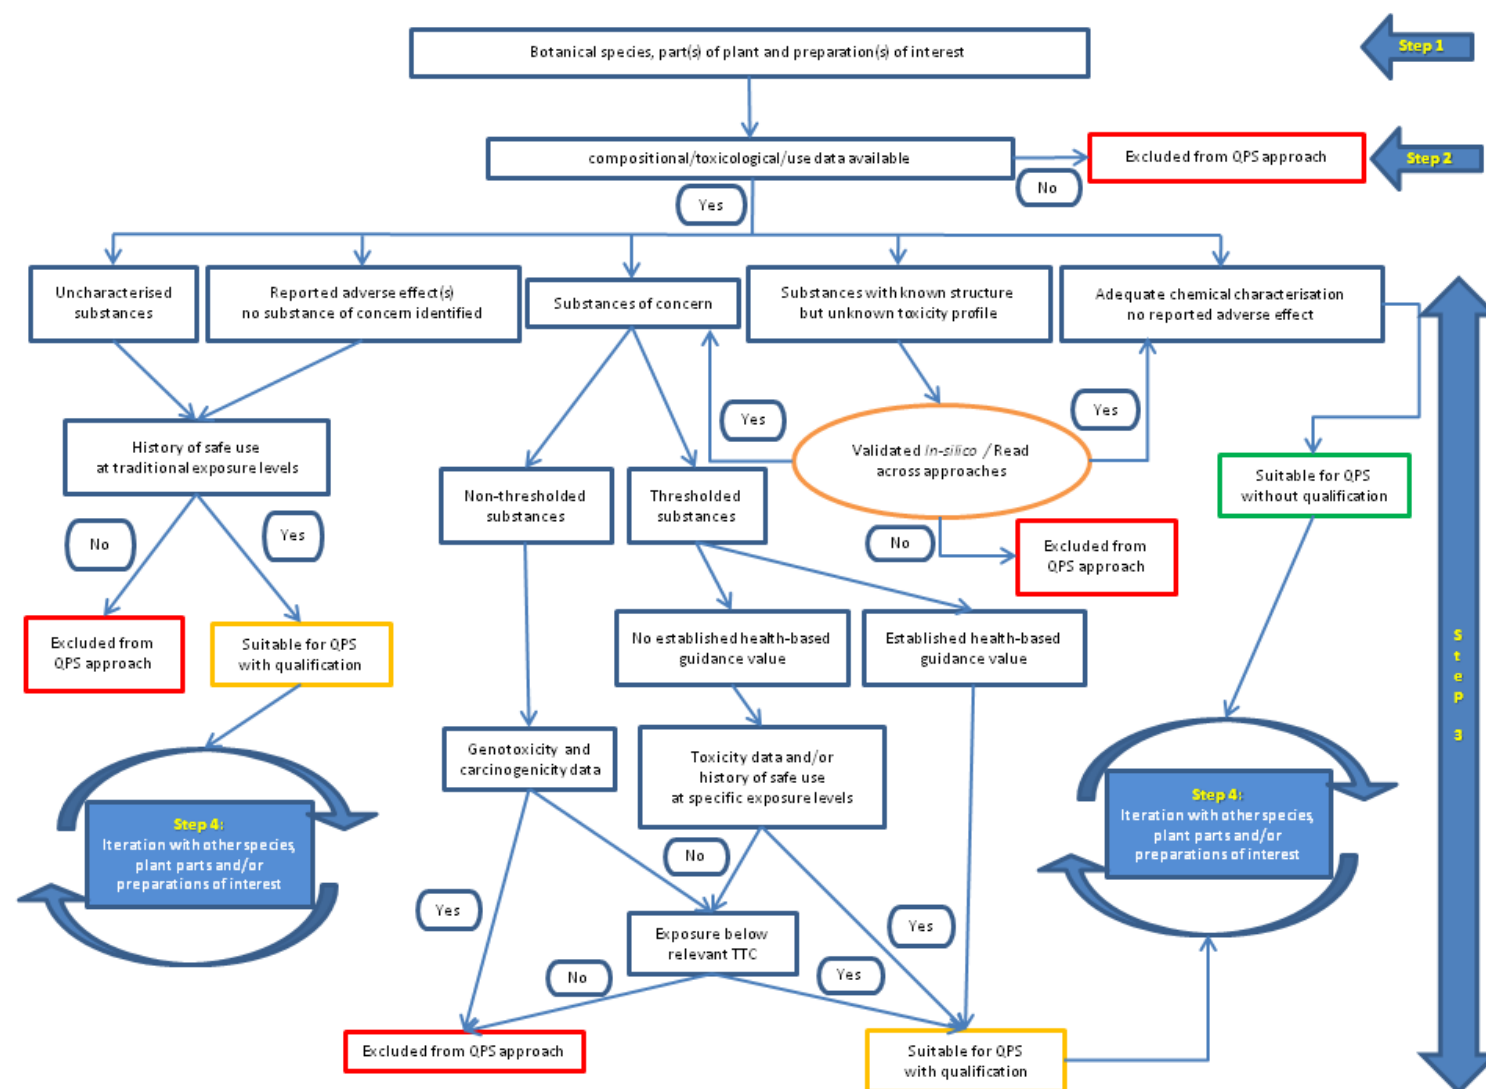 Botanical species, part(s) of plant and preparation(s) of interest
Step 1
compositional/toxicological/use data available
Excluded from QPS approach
Step 2
No
Yes
Uncharacterised
substances
Reported adverse effect(s)
no substance of concern identified
Substances of concern
Substances with known structure
but unknown toxicity profile
Adequate chemical characterisation
no reported adverse effect
Yes
Yes
History of safe use
at traditional exposure levels
Validated In-silico / Read
across approaches
Suitable for QPS
without qualification
Non-thresholded
substances
Thresholded
substances
No
Yes
No
Excluded from
QPS approach
Excluded from
QPS approach
Suitable for QPS
with qualification
No established health-based
guidance value
Established health-based
guidance value
Step 3
Genotoxicity and
carcinogenicity data
Toxicity data and/or
history of safe use
at specific exposure levels
Step 4:
Iteration with other species,
plant parts and/or
preparations of interest
Step 4:
Iteration with other species,
plant parts and/or
preparations of interest
No
Yes
Yes
Exposure below
relevant TTC
No
Yes
Excluded from QPS approach
Suitable for QPS
with qualification